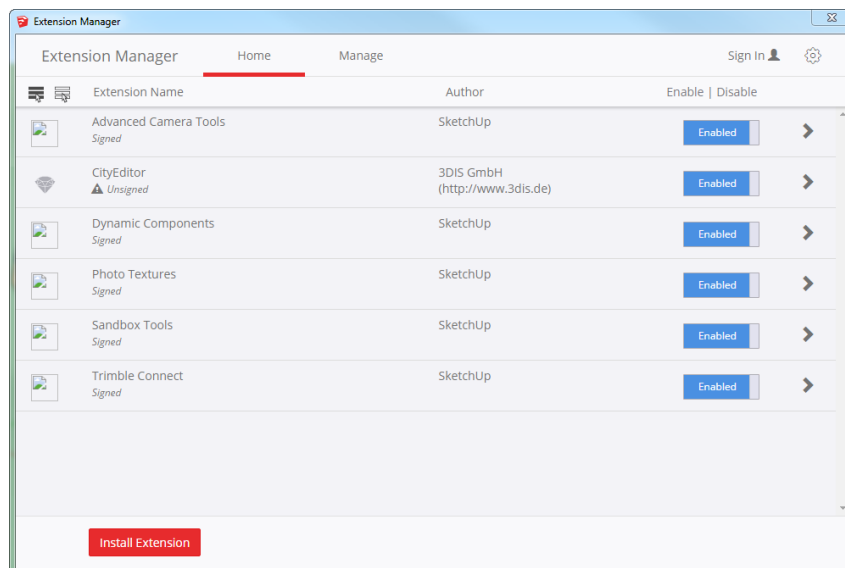 Extension Manager
Extension Manager Home Manage Sign In
Extension Name Author Enable | Disable
Advanced Camera Tools SketchUp Enabled
Signed
CityEditor 3DIS GmbH Enabled
Unsigned (http://www.3dis.de)
Dynamic Components SketchUp Enabled
Signed
Photo Textures SketchUp Enabled
Signed
Sandbox Tools SketchUp Enabled
Signed
Trimble Connect SketchUp Enabled
Signed
Install Extension